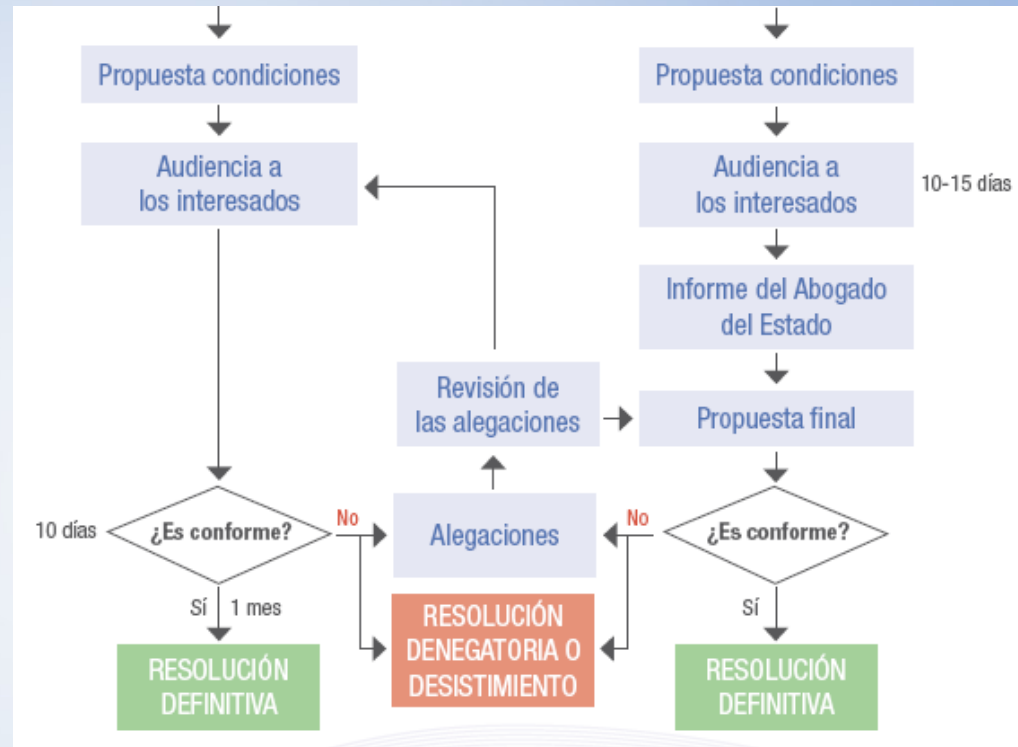 Propuesta condiciones
Propuesta condiciones
Audiencia a
los interesados
Audiencia a
los interesados
10-15 días
Informe del Abogado
del Estado
Revisión de
las alegaciones
Propuesta final
10 días
¿Es conforme?
No
Alegaciones
No
¿Es conforme?
Sí
1 mes
Sí
RESOLUCIÓN
DENEGATORIA O
DESISTIMIENTO
RESOLUCIÓN
DEFINITIVA
RESOLUCIÓN
DEFINITIVA